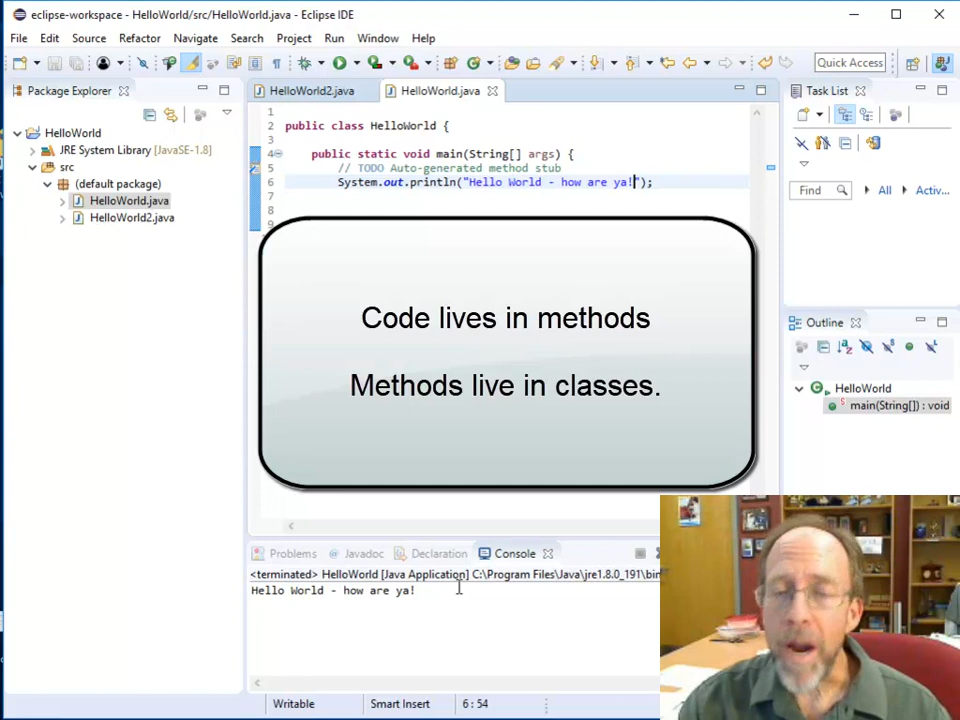 eclipse-workspace - HelloWorld/src/HelloWorld.java - Eclipse IDE
File Edit Source Refactor Navigate Search Project Run Window Help
Quick Access
Package Explorer
HelloWorld
JRE System Library [JavaSE-1.8]
src
(default package)
HelloWorld.java
HelloWorld2.java
HelloWorld2.java HelloWorld.java
1
2 public class HelloWorld {
3
4 public static void main(String[] args) {
5 // TODO Auto-generated method stub
6 System.out.println("Hello World - how are ya!");
7
8
9
Code lives in methods
Methods live in classes.
Task List
Find All Activ...
Outline
HelloWorld
main(String[]) : void
Problems Javadoc Declaration Console
<terminated> HelloWorld [Java Application] C:\Program Files\Java\jre1.8.0_191\bin
Hello World - how are ya!
Writable Smart Insert 6 : 54